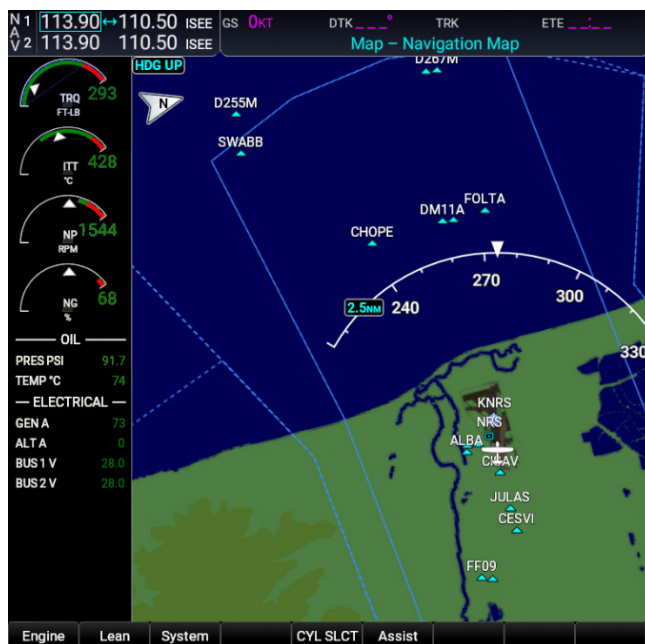 N 1 113.90 ↔ 110.50 ISEE GS 0KT DTK _ _ _° TRK ETE _ _:_ _
A
V 2 113.90 110.50 ISEE Map – Navigation Map
HDG UP
D267M
N
TRQ 293
FT-LB
D255M
SWABB
ITT 428
°C
FOLTA
DM11A
CHOPE
NP 1544
RPM
270
2.5NM 240 300
NG 68
%
330
OIL
PRES PSI 91.7
TEMP °C 74
ELECTRICAL
GEN A 73
ALT A 0
BUS 1 V 28.0
BUS 2 V 28.0
KNRS
NRS
ALBA
JULAS
CESVI
FF09
Engine Lean System CYL SLCT Assist